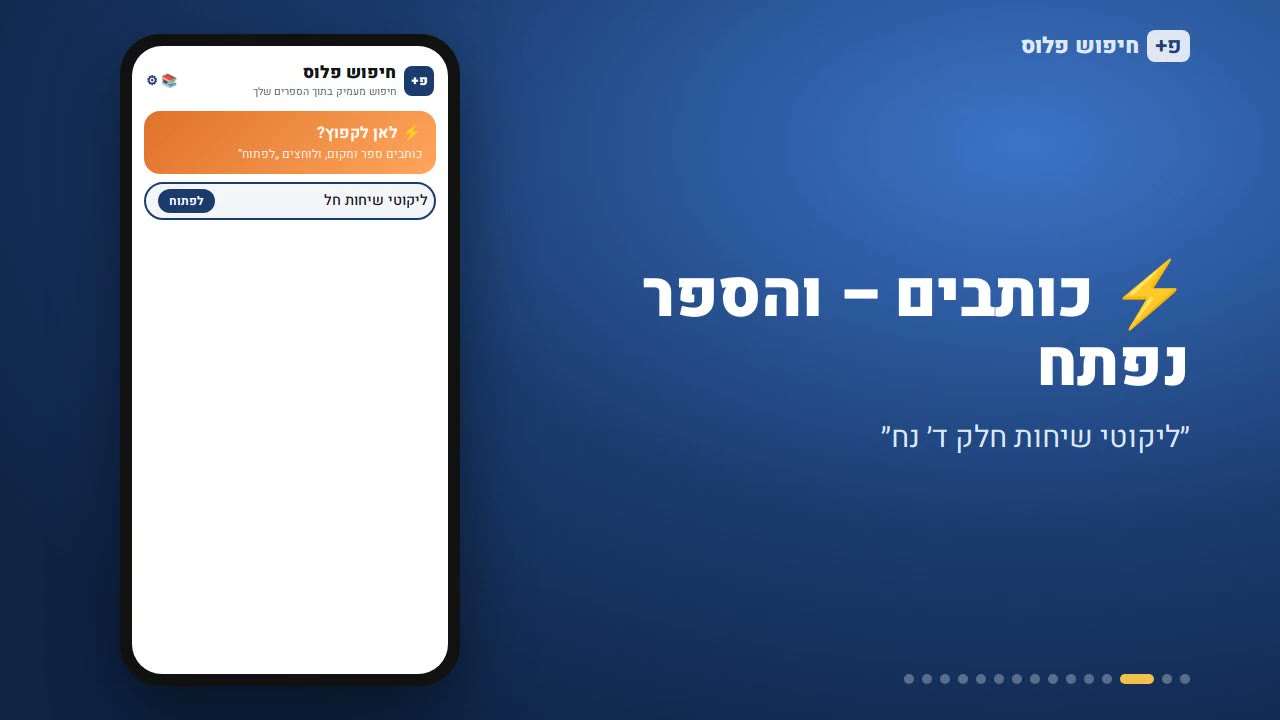 פ+ חיפוש פלוס
⚡ כותבים – והספר
נפתח
"ליקוטי שיחות חלק ד' נח"
פ+ חיפוש פלוס
חיפוש מעמיק בתוך הספרים שלך
⚡ לאן לקפוץ?
כותבים ספר ומקום, ולוחצים „לפתוח"
ליקוטי שיחות חל
לפתוח